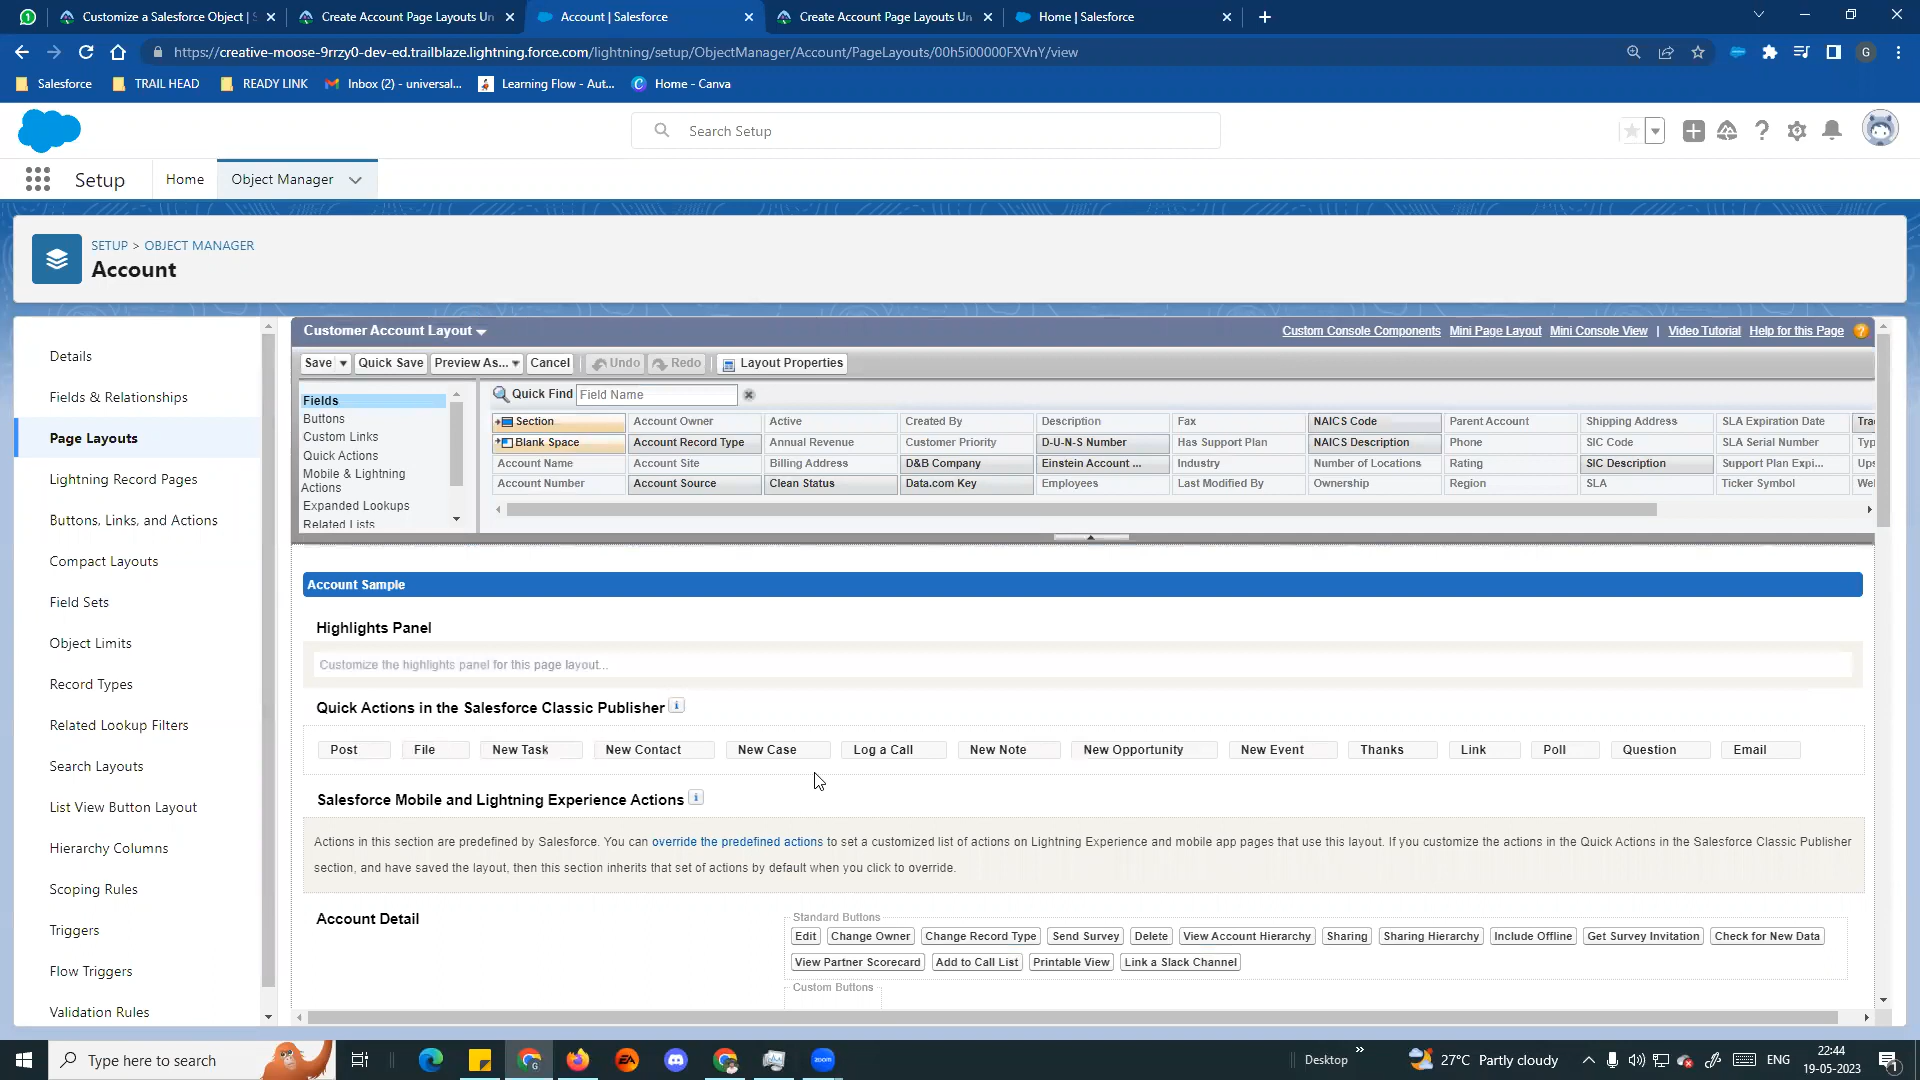 Customize a Salesforce Object | S
Create Account Page Layouts Un
Account | Salesforce
Create Account Page Layouts Un
Home | Salesforce
https://creative-moose-9rrzy0-dev-ed.trailblaze.lightning.force.com/lightning/setup/ObjectManager/Account/PageLayouts/00h5i00000FXVnY/view
G
Salesforce
TRAIL HEAD
READY LINK
Inbox (2) - universal...
Learning Flow - Aut...
Home - Canva
Search Setup
Setup
Home
Object Manager
SETUP > OBJECT MANAGER
Account
Details
Fields & Relationships
Page Layouts
Lightning Record Pages
Buttons, Links, and Actions
Compact Layouts
Field Sets
Object Limits
Record Types
Related Lookup Filters
Search Layouts
List View Button Layout
Hierarchy Columns
Scoping Rules
Triggers
Flow Triggers
Validation Rules
Customer Account Layout
Custom Console Components Mini Page Layout Mini Console View | Video Tutorial Help for this Page ?
Save Quick Save Preview As... Cancel Undo Redo Layout Properties
Fields
Buttons
Custom Links
Quick Actions
Mobile & Lightning
Actions
Expanded Lookups
Related Lists
Quick Find Field Name
Section Account Owner Active Created By Description Fax NAICS Code Parent Account Shipping Address SLA Expiration Date Tra
Blank Space Account Record Type Annual Revenue Customer Priority D-U-N-S Number Has Support Plan NAICS Description Phone SIC Code SLA Serial Number Typ
Account Name Account Site Billing Address D&B Company Einstein Account ... Industry Number of Locations Rating SIC Description Support Plan Expi... Ups
Account Number Account Source Clean Status Data.com Key Employees Last Modified By Ownership Region SLA Ticker Symbol We
Account Sample
Highlights Panel
Customize the highlights panel for this page layout...
Quick Actions in the Salesforce Classic Publisher i
Post File New Task New Contact New Case Log a Call New Note New Opportunity New Event Thanks Link Poll Question Email
Salesforce Mobile and Lightning Experience Actions i
Actions in this section are predefined by Salesforce. You can override the predefined actions to set a customized list of actions on Lightning Experience and mobile app pages that use this layout. If you customize the actions in the Quick Actions in the Salesforce Classic Publisher
section, and have saved the layout, then this section inherits that set of actions by default when you click to override.
Account Detail
Standard Buttons
Edit Change Owner Change Record Type Send Survey Delete View Account Hierarchy Sharing Sharing Hierarchy Include Offline Get Survey Invitation Check for New Data
View Partner Scorecard Add to Call List Printable View Link a Slack Channel
Custom Buttons
Type here to search
EA
zoom
Desktop
27°C Partly cloudy
ENG
22:44
19-05-2023
1